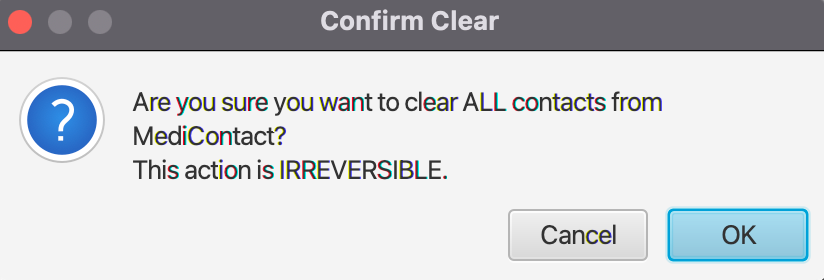 Confirm Clear
?
Are you sure you want to clear ALL contacts from
MediContact?
This action is IRREVERSIBLE.
Cancel
OK